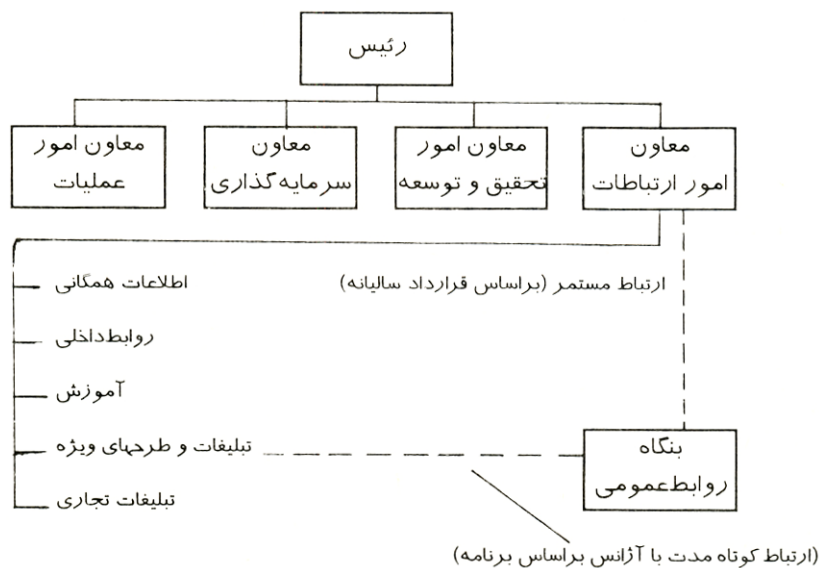 رئیس
معاون
امور ارتباطات
معاون امور
تحقیق و توسعه
معاون
سرمایه‌گذاری
معاون امور
عملیات
ارتباط مستمر (براساس قرارداد سالیانه)
اطلاعات همگانی
روابط‌داخلی
آموزش
تبلیغات و طرحهای ویژه
تبلیغات تجاری
بنگاه
روابط‌عمومی
(ارتباط کوتاه مدت با آژانس براساس برنامه)